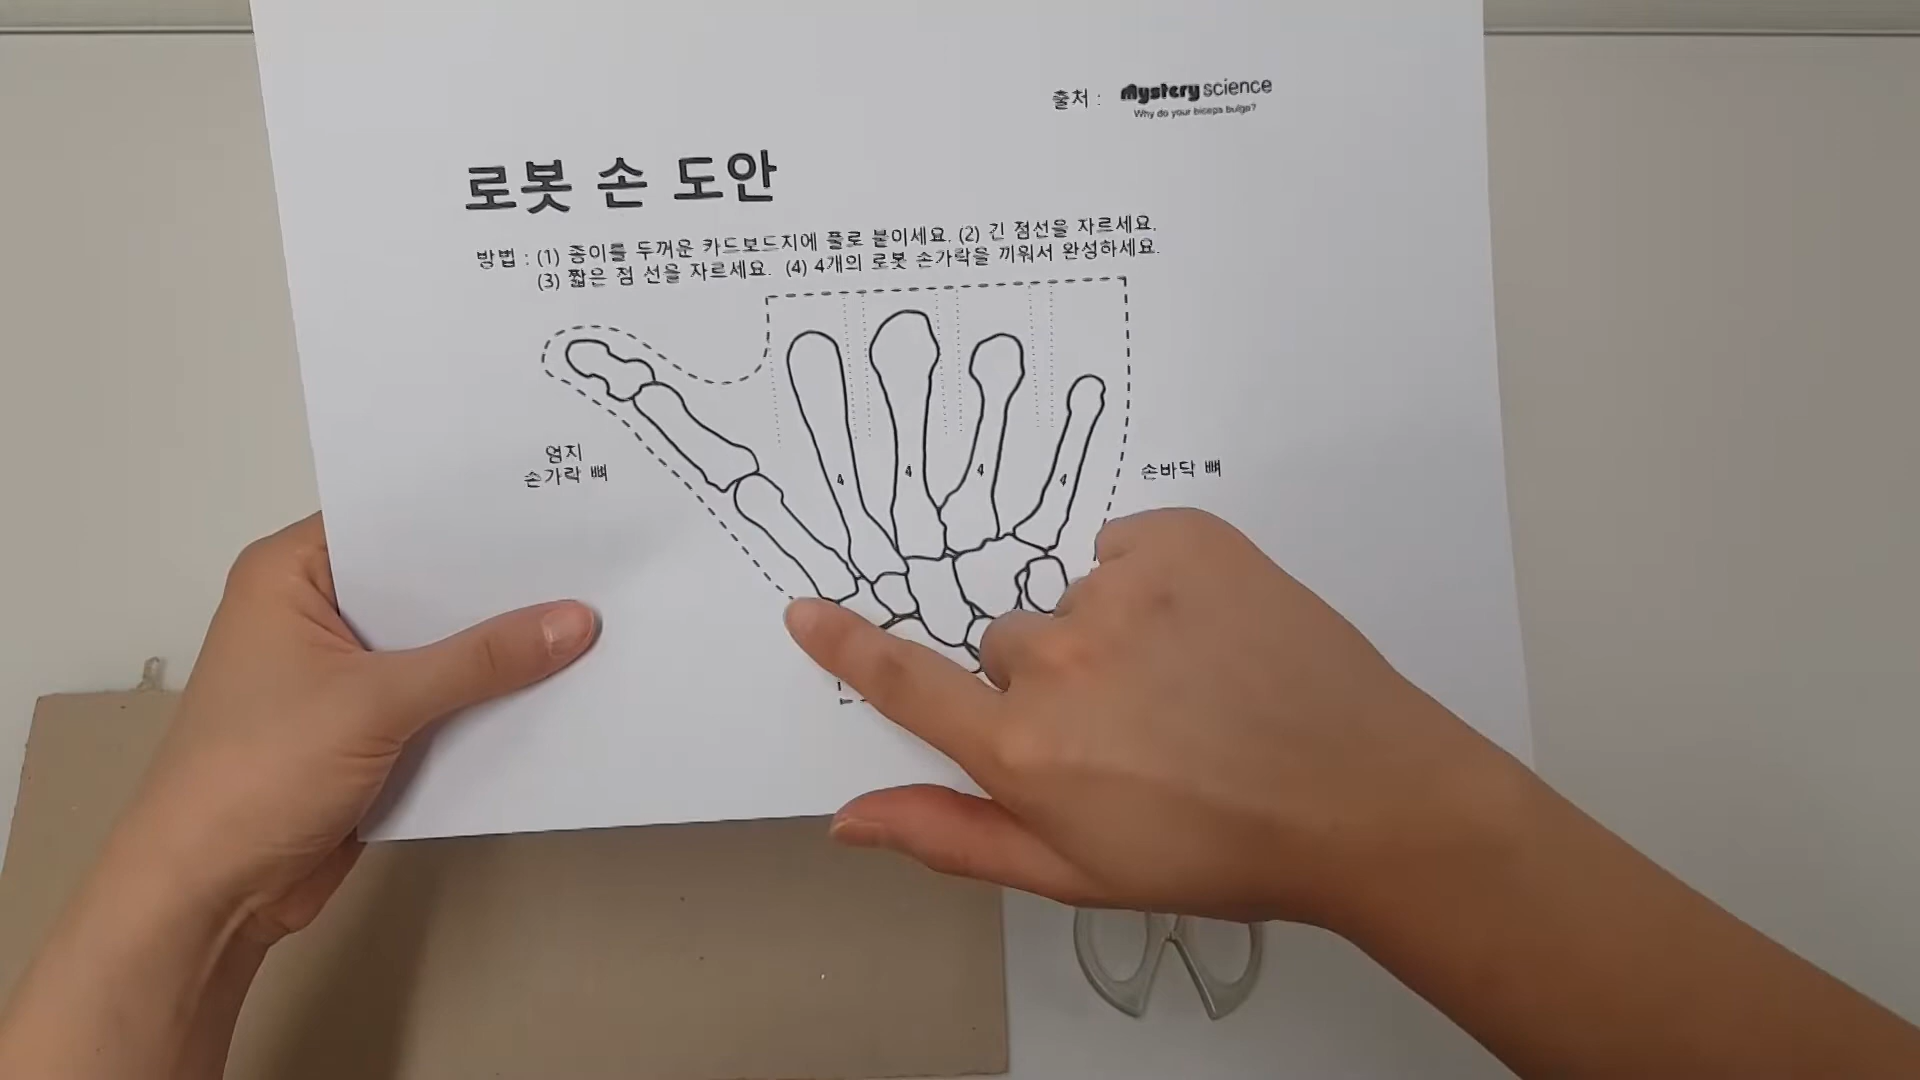 출처 : Mystery science
Why do your biceps bulge?
로봇 손 도안
방법 : (1) 종이를 두꺼운 카드보드지에 풀로 붙이세요. (2) 긴 점선을 자르세요.
(3) 짧은 점 선을 자르세요. (4) 4개의 로봇 손가락을 끼워서 완성하세요.
엄지
손가락 뼈
4 4 4 4
손바닥 뼈